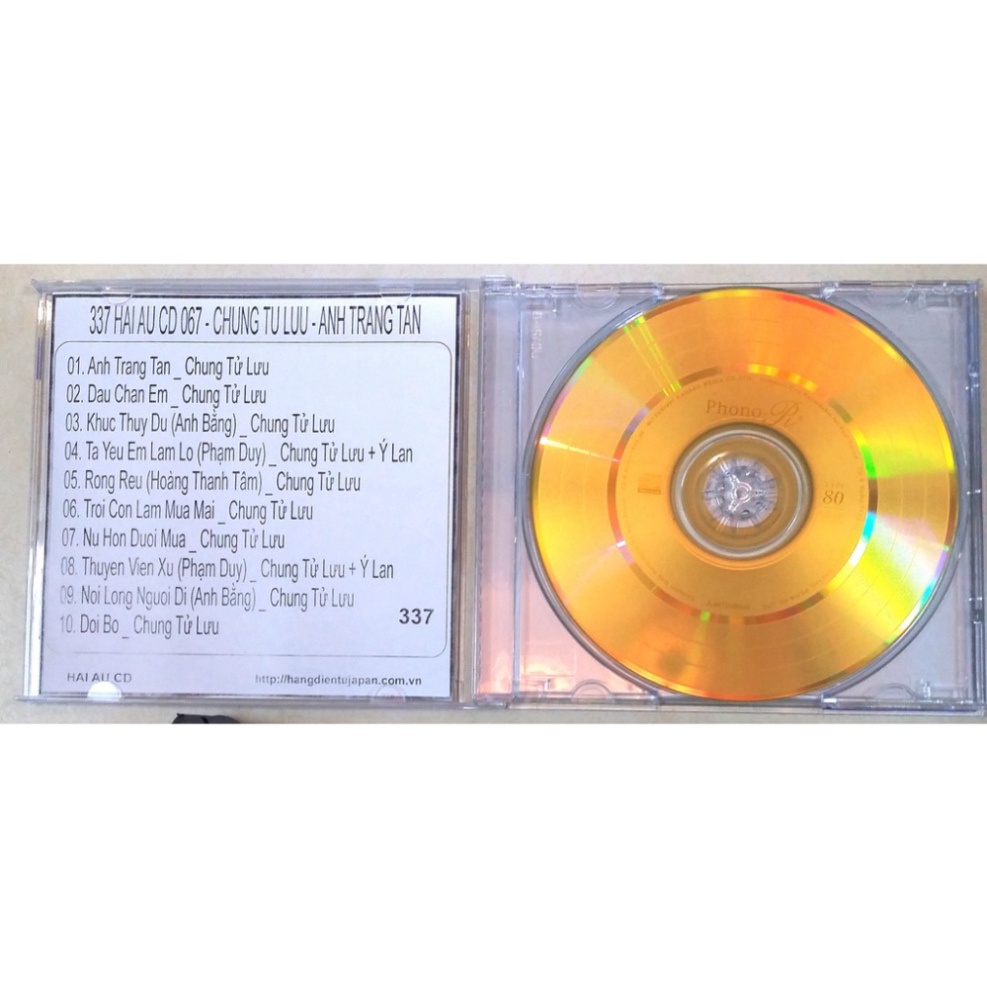 337 HAI AU CD 067 - CHUNG TU LUU - ANH TRANG TAN
01. Anh Trang Tan _ Chung Tử Lưu
02. Dau Chan Em _ Chung Tử Lưu
03. Khuc Thuy Du (Anh Bằng) _ Chung Tử Lưu
04. Ta Yeu Em Lam Lo (Phạm Duy) _ Chung Tử Lưu + Ý Lan
05. Rong Reu (Hoàng Thanh Tâm) _ Chung Tử Lưu
06. Troi Con Lam Mua Mai _ Chung Tử Lưu
07. Nu Hon Duoi Mua _ Chung Tử Lưu
08. Thuyen Vien Xu (Phạm Duy) _ Chung Tử Lưu + Ý Lan
09. Noi Long Nguoi Di (Anh Bằng) _ Chung Tử Lưu
10. Doi Bo _ Chung Tử Lưu
337
HAI AU CD
http://hangdientujapan.com.vn
Phono-R
80